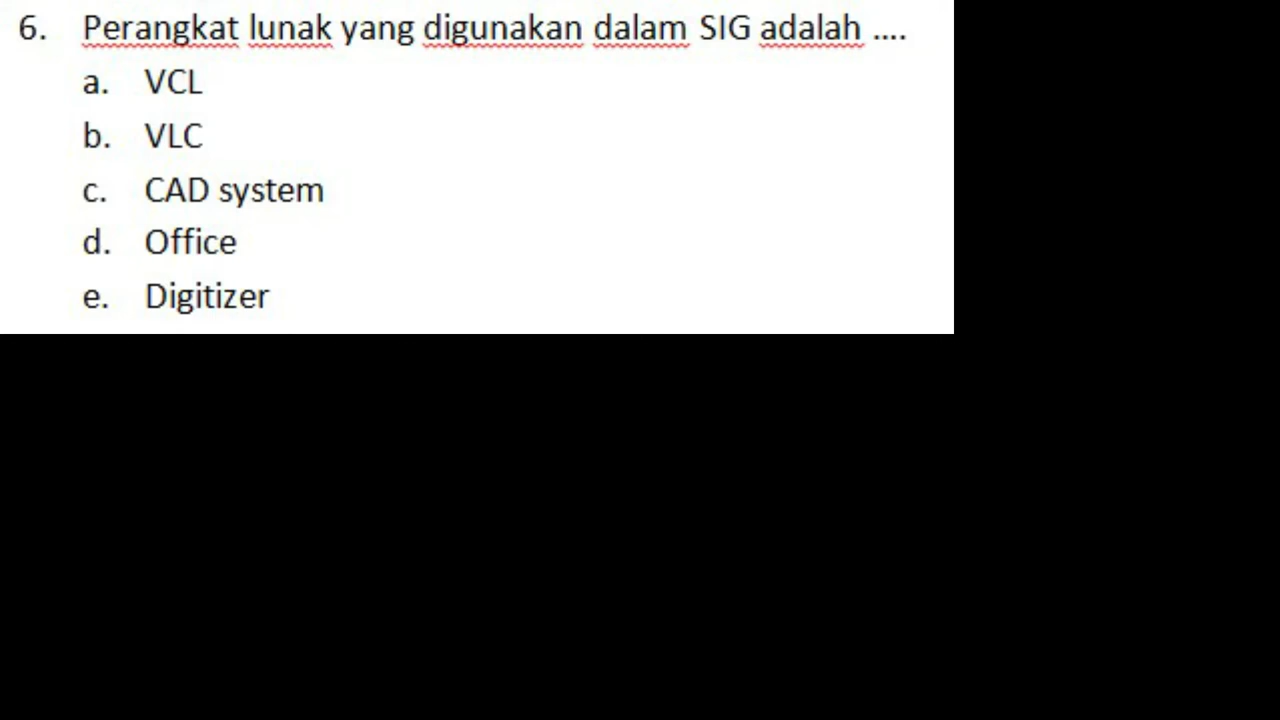 6. Perangkat lunak yang digunakan dalam SIG adalah ....
a. VCL
b. VLC
c. CAD system
d. Office
e. Digitizer